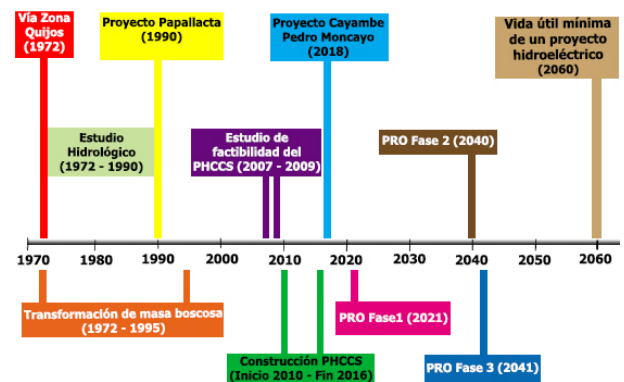 Vía Zona
Quijos
(1972)
Proyecto Papallacta
(1990)
Proyecto Cayambe
Pedro Moncayo
(2018)
Vida útil mínima
de un proyecto
hidroeléctrico
(2060)
Estudio
Hidrológico
(1972 - 1990)
Estudio de
factibilidad del
PHCCS (2007 - 2009)
PRO Fase 2 (2040)
1970 1980 1990 2000 2010 2020 2030 2040 2050 2060
Transformación de masa boscosa
(1972 - 1995)
PRO Fase1 (2021)
Construcción PHCCS
(Inicio 2010 - Fin 2016)
PRO Fase 3 (2041)